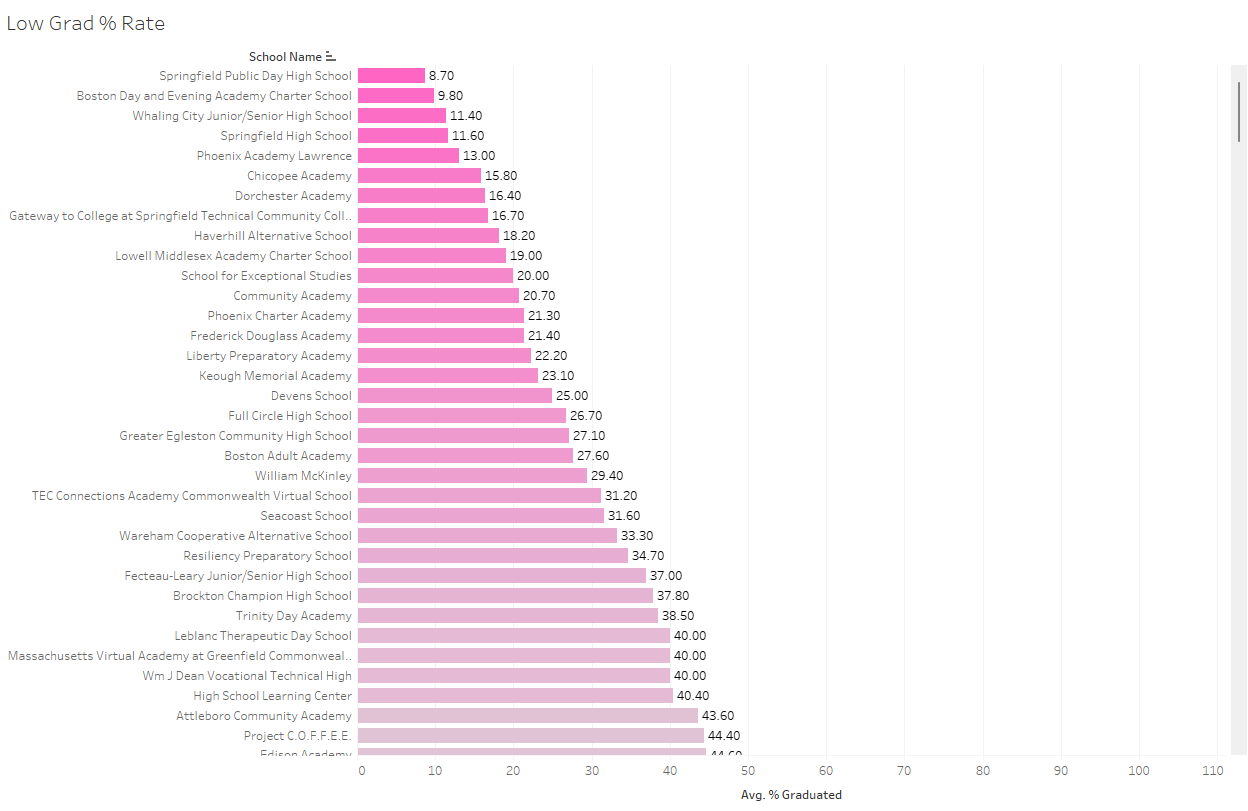 Low Grad % Rate
School Name
Springfield Public Day High School 8.70
Boston Day and Evening Academy Charter School 9.80
Whaling City Junior/Senior High School 11.40
Springfield High School 11.60
Phoenix Academy Lawrence 13.00
Chicopee Academy 15.80
Dorchester Academy 16.40
Gateway to College at Springfield Technical Community Coll.. 16.70
Haverhill Alternative School 18.20
Lowell Middlesex Academy Charter School 19.00
School for Exceptional Studies 20.00
Community Academy 20.70
Phoenix Charter Academy 21.30
Frederick Douglass Academy 21.40
Liberty Preparatory Academy 22.20
Keough Memorial Academy 23.10
Devens School 25.00
Full Circle High School 26.70
Greater Egleston Community High School 27.10
Boston Adult Academy 27.60
William McKinley 29.40
TEC Connections Academy Commonwealth Virtual School 31.20
Seacoast School 31.60
Wareham Cooperative Alternative School 33.30
Resiliency Preparatory School 34.70
Fecteau-Leary Junior/Senior High School 37.00
Brockton Champion High School 37.80
Trinity Day Academy 38.50
Leblanc Therapeutic Day School 40.00
Massachusetts Virtual Academy at Greenfield Commonweal.. 40.00
Wm J Dean Vocational Technical High 40.00
High School Learning Center 40.40
Attleboro Community Academy 43.60
Project C.O.F.F.E.E. 44.40
Edison Academy 44.60
0 10 20 30 40 50 60 70 80 90 100 110
Avg. % Graduated